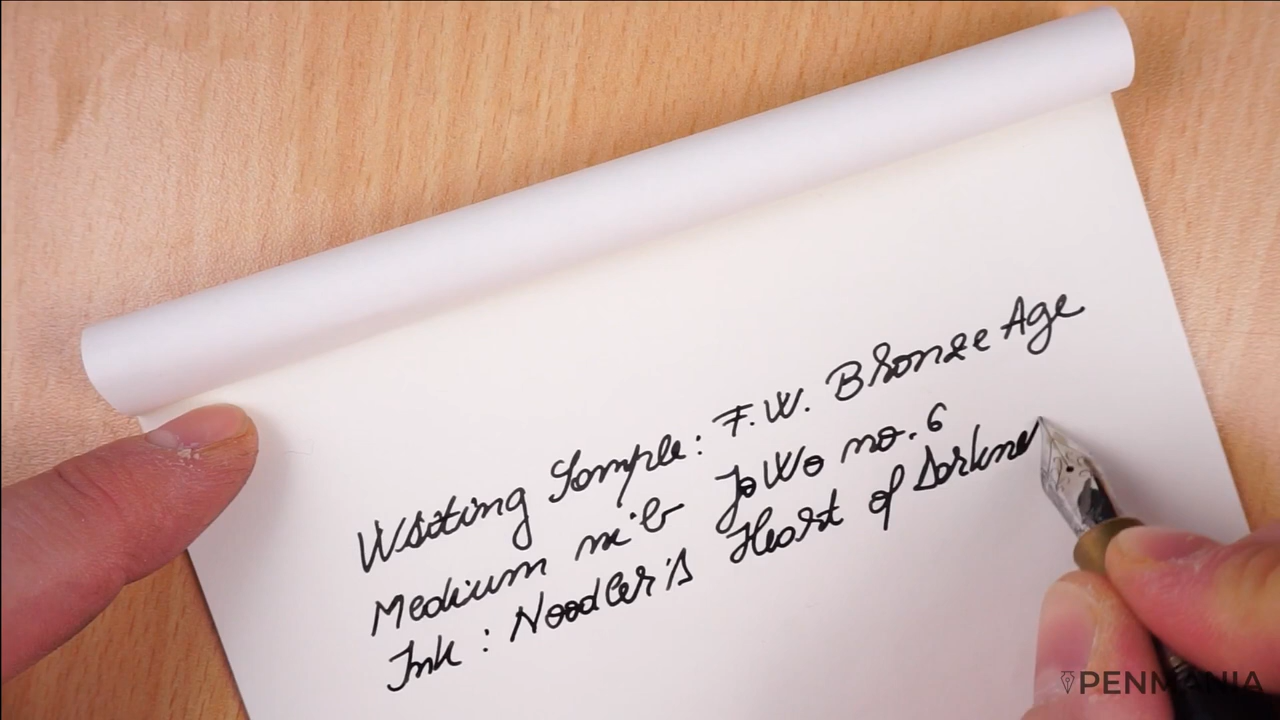 Writing Sample: F.W. Bronze Age
Medium nib JoWo no. 6
Ink: Noodler's Heart of Darkne
PENMANIA